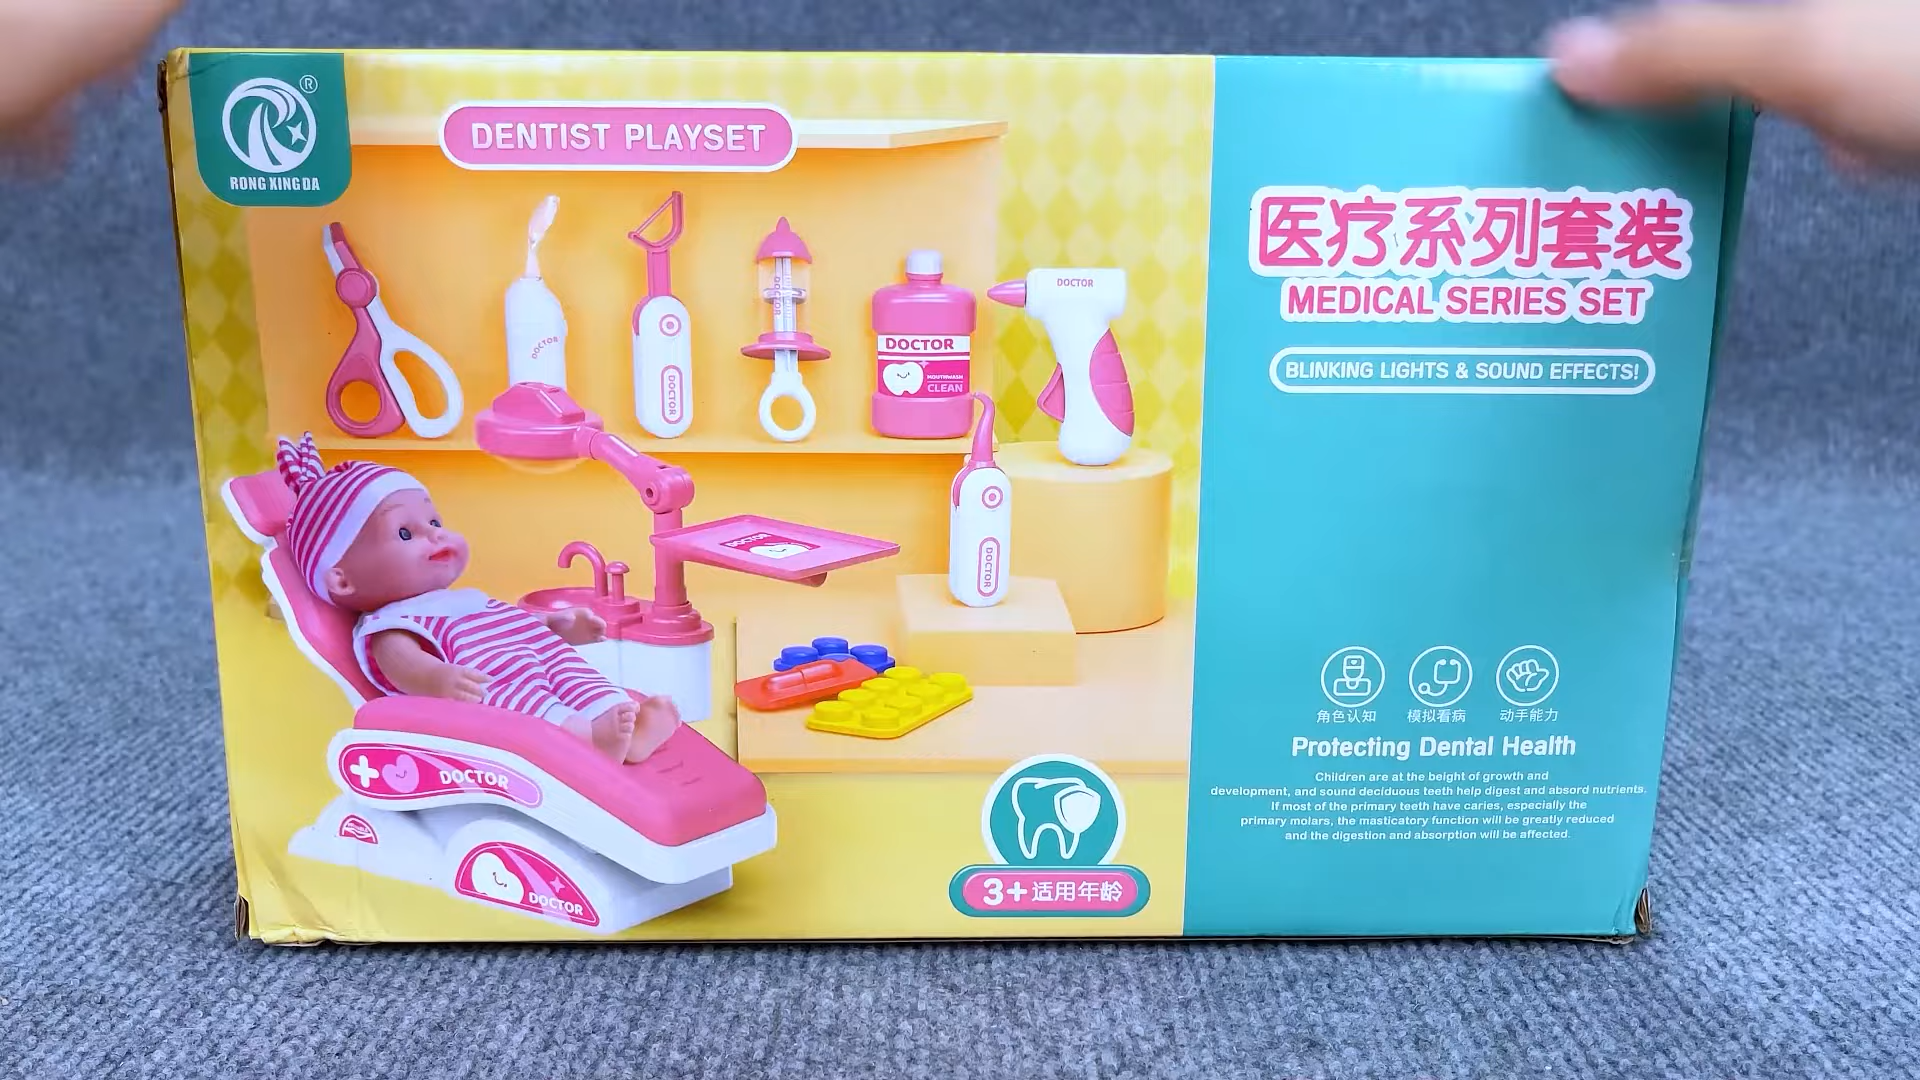 ®
RONG XING DA
DENTIST PLAYSET
DOCTOR
DOCTOR
DOCTOR
DOCTOR
MOUTHWASH
CLEAN
DOCTOR
DOCTOR
DOCTOR
DOCTOR
DOCTOR
3+适用年龄
医疗系列套装
MEDICAL SERIES SET
BLINKING LIGHTS & SOUND EFFECTS!
角色认知 模拟看病 动手能力
Protecting Dental Health
Children are at the beight of growth and
development, and sound deciduous teeth help digest and absord nutrients.
If most of the primary teeth have caries, especially the
primary molars, the masticatory function will be greatly reduced
and the digestion and absorption will be affected.